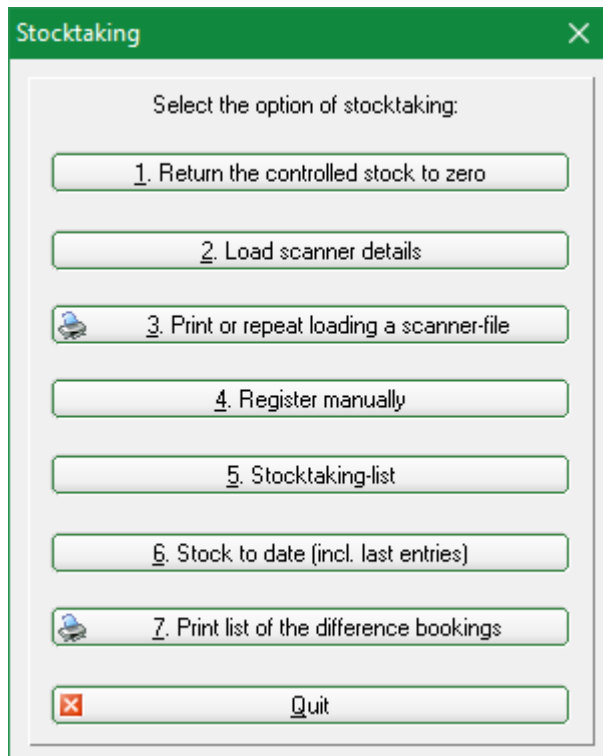 Stocktaking
Select the option of stocktaking:
1. Return the controlled stock to zero
2. Load scanner details
3. Print or repeat loading a scanner-file
4. Register manually
5. Stocktaking-list
6. Stock to date (incl. last entries)
7. Print list of the difference bookings
Quit